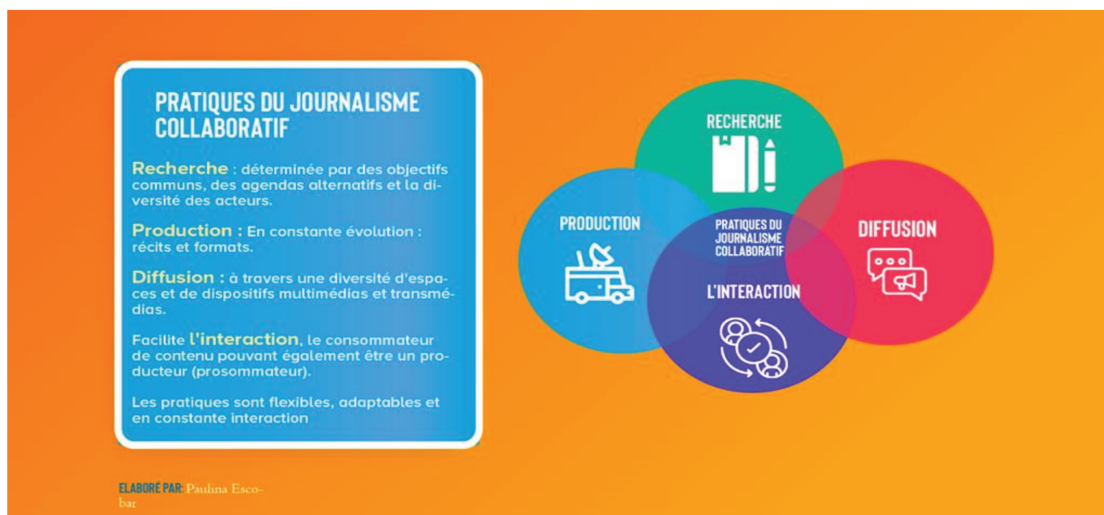 PRATIQUES DU JOURNALISME
COLLABORATIF
Recherche : déterminée par des objectifs
communs, des agendas alternatifs et la di-
versité des acteurs.
Production : En constante évolution :
récits et formats.
Diffusion : à travers une diversité d'espa-
ces et de dispositifs multimédias et transmé-
dias.
Facilite l'interaction, le consommateur
de contenu pouvant également être un pro-
ducteur (prosommateur).
Les pratiques sont flexibles, adaptables et
en constante interaction
ELABORÉ PAR: Paulina Esco-
bar
RECHERCHE
PRODUCTION
PRATIQUES DU
JOURNALISME
COLLABORATIF
DIFFUSION
L'INTERACTION